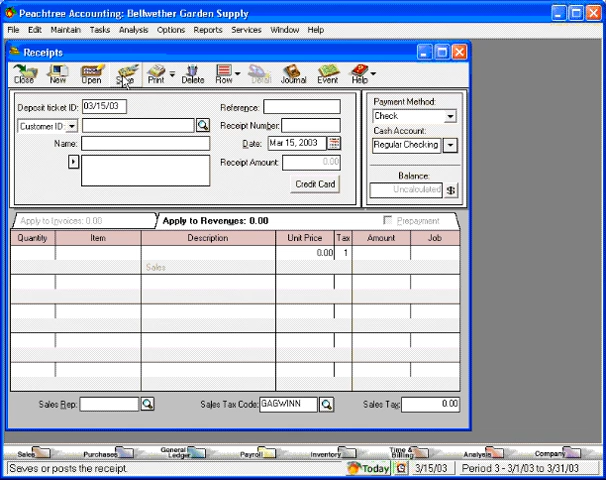 Peachtree Accounting: Bellwether Garden Supply
File Edit Maintain Tasks Analysis Options Reports Services Window Help
Receipts
Close New Open Save Print Delete Row Detail Journal Event Help
Deposit ticket ID: 03/15/03
Reference:
Payment Method:
Check
Customer ID:
Receipt Number:
Cash Account:
Name:
Date: Mar 15, 2003
Regular Checking
Receipt Amount: 0.00
Balance:
Credit Card
Uncalculated
Apply to Invoices: 0.00 Apply to Revenues: 0.00 Prepayment
Quantity Item Description Unit Price Tax Amount Job
0.00 1
Sales
Sales Rep: Sales Tax Code: GAGWINN Sales Tax: 0.00
Sales Purchases General Ledger Payroll Inventory Time & Billing Analysis Company
Saves or posts the receipt. Today 3/15/03 Period 3 - 3/1/03 to 3/31/03